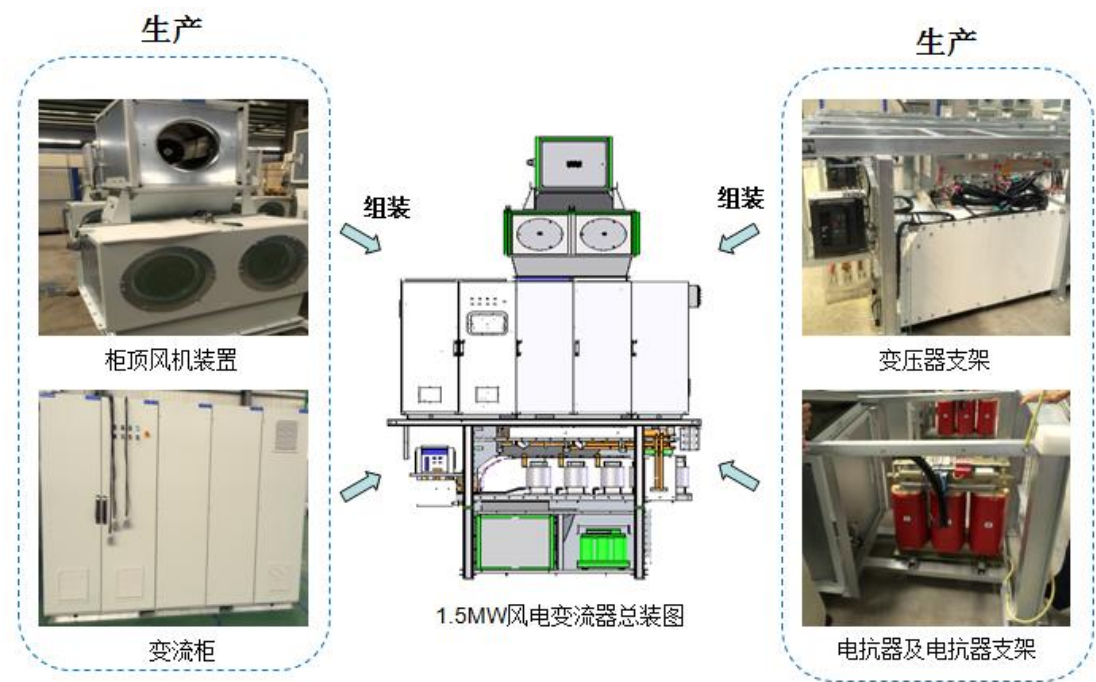 生产
生产
组装
组装
柜顶风机装置
变压器支架
变流柜
1.5MW风电变流器总装图
电抗器及电抗器支架